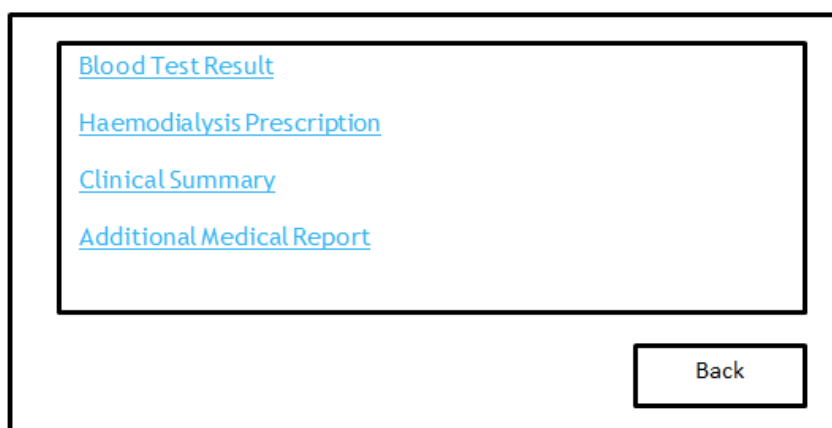 Blood Test Result
Haemodialysis Prescription
Clinical Summary
Additional Medical Report
Back